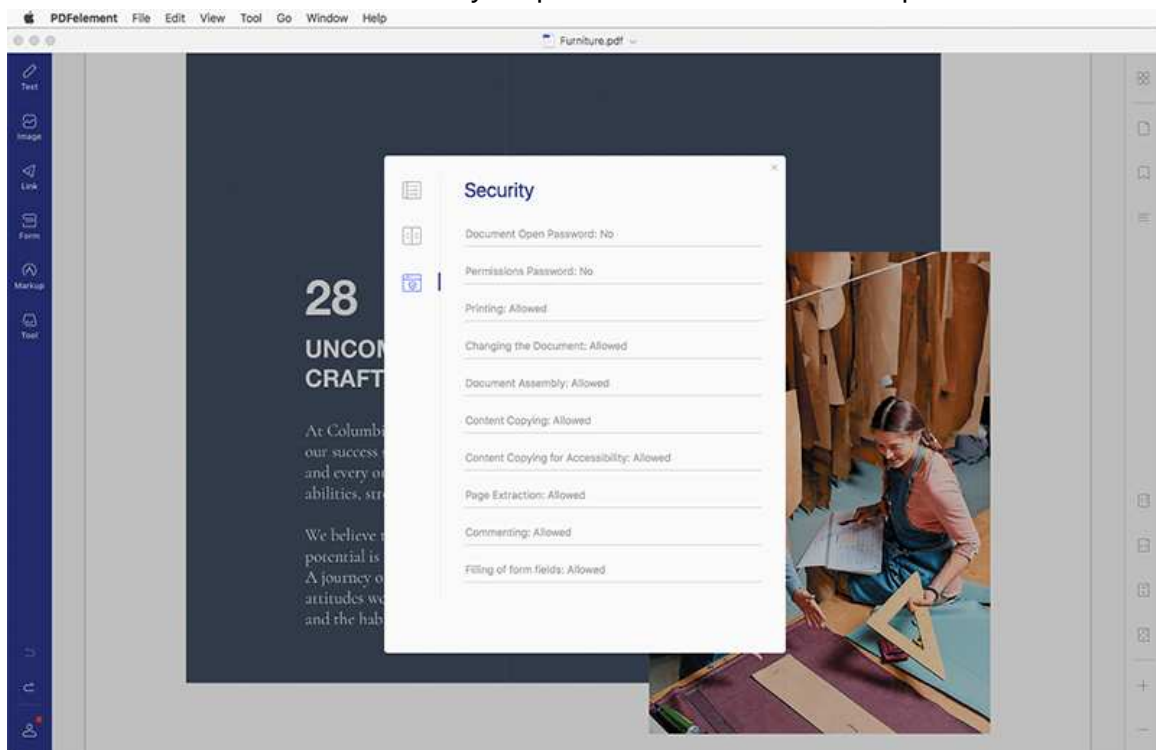 PDFelement File Edit View Tool Go Window Help
Furniture.pdf
Text
Image
Link
Form
Markup
Tool
Security
Document Open Password: No
Permissions Password: No
Printing: Allowed
Changing the Document: Allowed
Document Assembly: Allowed
Content Copying: Allowed
Content Copying for Accessibility: Allowed
Page Extraction: Allowed
Commenting: Allowed
Filling of form fields: Allowed
28
UNCOM
CRAFT
At Columbi
our success
and every
abilities,
We believe
potential is
A journey
attitudes
and the hab